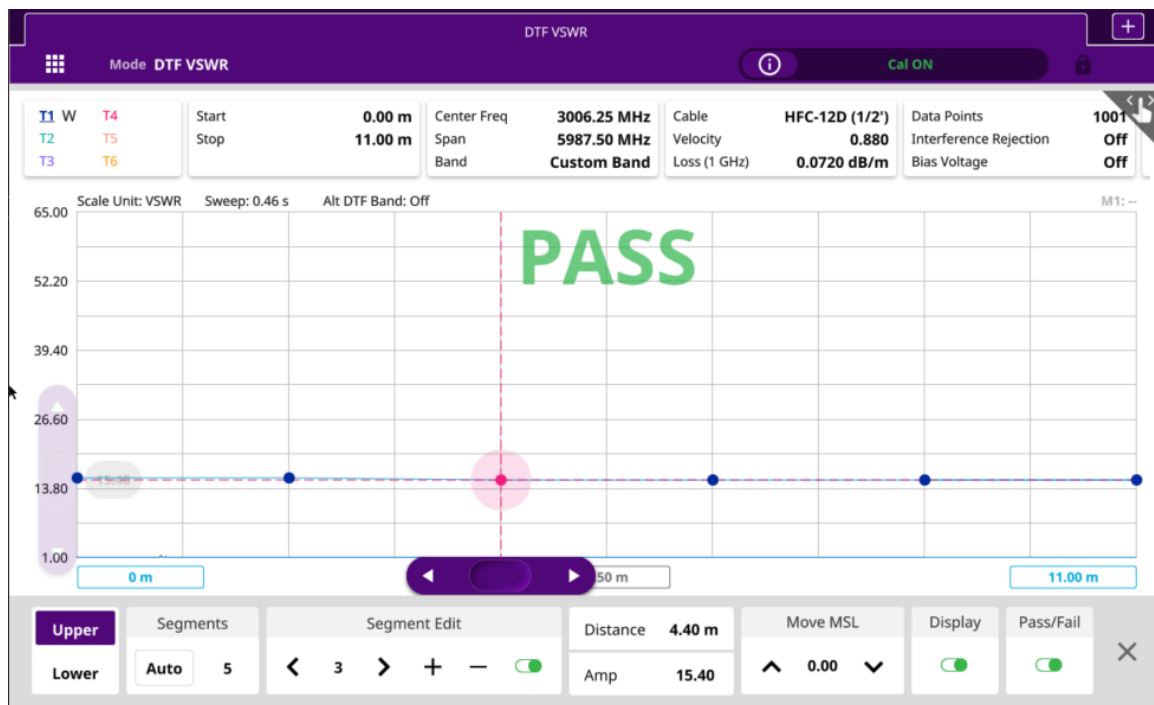 DTF VSWR
Mode DTF VSWR
Cal ON
T1 W T4
T2 T5
T3 T6
Start 0.00 m
Stop 11.00 m
Center Freq 3006.25 MHz
Span 5987.50 MHz
Band Custom Band
Cable HFC-12D (1/2')
Velocity 0.880
Loss (1 GHz) 0.0720 dB/m
Data Points 1001
Interference Rejection Off
Bias Voltage Off
Scale Unit: VSWR Sweep: 0.46 s Alt DTF Band: Off M1: --
PASS
65.00
52.20
39.40
26.60
15.40
13.80
1.00
0 m 50 m 11.00 m
Upper
Lower
Segments
Auto 5
Segment Edit
3
Distance 4.40 m
Amp 15.40
Move MSL
0.00
Display
Pass/Fail